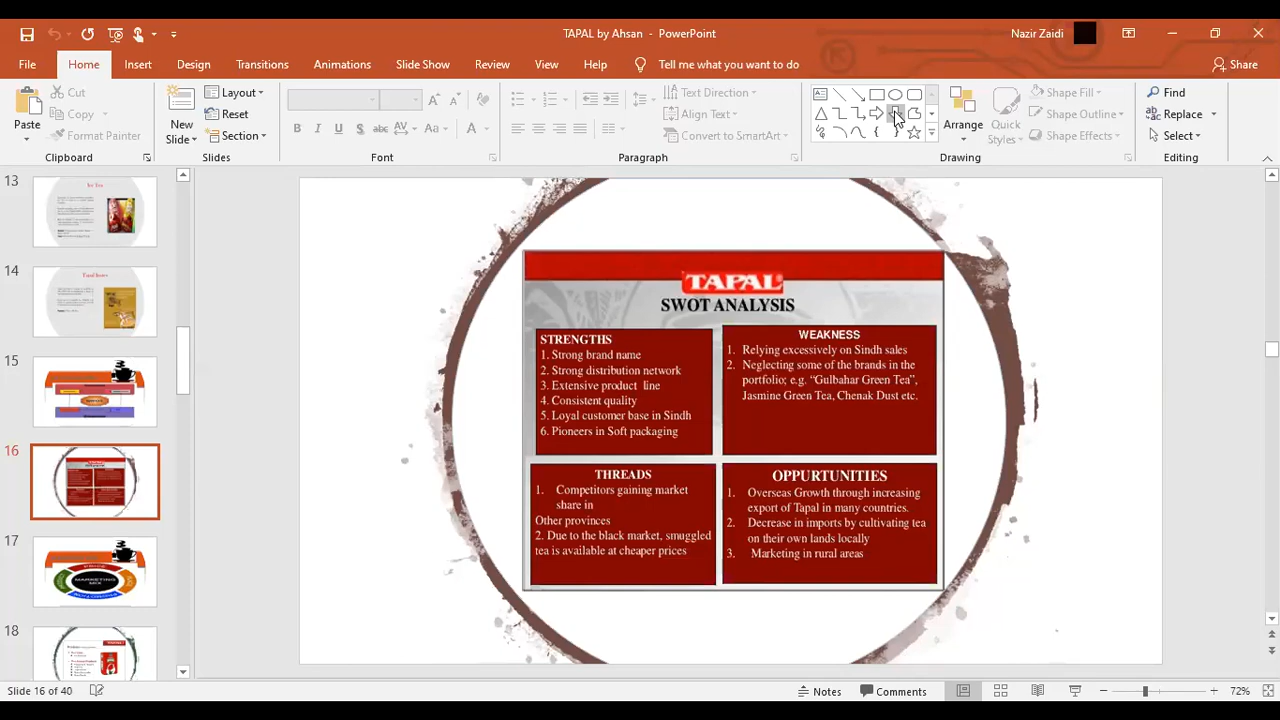 TAPAL by Ahsan - PowerPoint
Nazir Zaidi
File Home Insert Design Transitions Animations Slide Show Review View Help Tell me what you want to do Share
Paste
Cut
Copy
Format Painter
Clipboard
New
Slide
Layout
Reset
Section
Slides
B I U S abc AV Aa A
Font
Text Direction
Align Text
Convert to SmartArt
Paragraph
Arrange
Quick
Styles
Shape Fill
Shape Outline
Shape Effects
Drawing
Find
Replace
Select
Editing
13
14
15
16
17
MARKETING
MIX
18
TAPAL
SWOT ANALYSIS
STRENGTHS
1. Strong brand name
2. Strong distribution network
3. Extensive product line
4. Consistent quality
5. Loyal customer base in Sindh
6. Pioneers in Soft packaging
WEAKNESS
1. Relying excessively on Sindh sales
2. Neglecting some of the brands in the
portfolio; e.g. “Gulbahar Green Tea”,
Jasmine Green Tea, Chenak Dust etc.
THREADS
1. Competitors gaining market
share in
Other provinces
2. Due to the black market, smuggled
tea is available at cheaper prices
OPPURTUNITIES
1. Overseas Growth through increasing
export of Tapal in many countries.
2. Decrease in imports by cultivating tea
on their own lands locally
3. Marketing in rural areas
Slide 16 of 40
Notes
Comments
72%